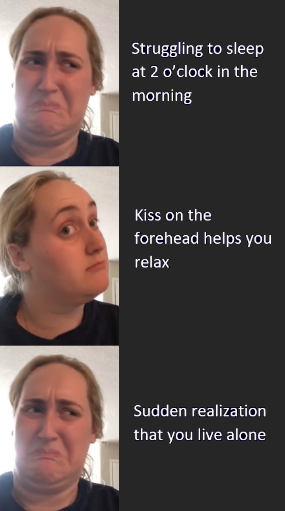 Struggling to sleep
at 2 o'clock in the
morning
Kiss on the
forehead helps you
relax
Sudden realization
that you live alone